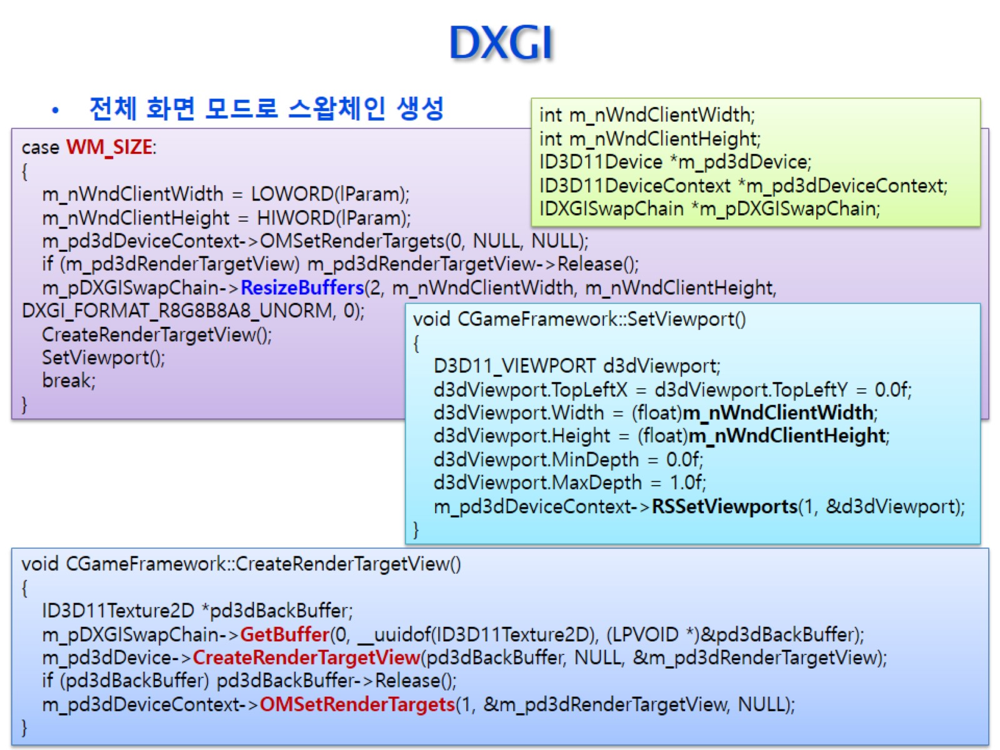 DXGI
• 전체 화면 모드로 스왑체인 생성
int m_nWndClientWidth;
int m_nWndClientHeight;
ID3D11Device *m_pd3dDevice;
ID3D11DeviceContext *m_pd3dDeviceContext;
IDXGISwapChain *m_pDXGISwapChain;
case WM_SIZE:
{
m_nWndClientWidth = LOWORD(lParam);
m_nWndClientHeight = HIWORD(lParam);
m_pd3dDeviceContext->OMSetRenderTargets(0, NULL, NULL);
if (m_pd3dRenderTargetView) m_pd3dRenderTargetView->Release();
m_pDXGISwapChain->ResizeBuffers(2, m_nWndClientWidth, m_nWndClientHeight,
DXGI_FORMAT_R8G8B8A8_UNORM, 0);
CreateRenderTargetView();
SetViewport();
break;
}
void CGameFramework::SetViewport()
{
D3D11_VIEWPORT d3dViewport;
d3dViewport.TopLeftX = d3dViewport.TopLeftY = 0.0f;
d3dViewport.Width = (float)m_nWndClientWidth;
d3dViewport.Height = (float)m_nWndClientHeight;
d3dViewport.MinDepth = 0.0f;
d3dViewport.MaxDepth = 1.0f;
m_pd3dDeviceContext->RSSetViewports(1, &d3dViewport);
}
void CGameFramework::CreateRenderTargetView()
{
ID3D11Texture2D *pd3dBackBuffer;
m_pDXGISwapChain->GetBuffer(0, __uuidof(ID3D11Texture2D), (LPVOID *)&pd3dBackBuffer);
m_pd3dDevice->CreateRenderTargetView(pd3dBackBuffer, NULL, &m_pd3dRenderTargetView);
if (pd3dBackBuffer) pd3dBackBuffer->Release();
m_pd3dDeviceContext->OMSetRenderTargets(1, &m_pd3dRenderTargetView, NULL);
}